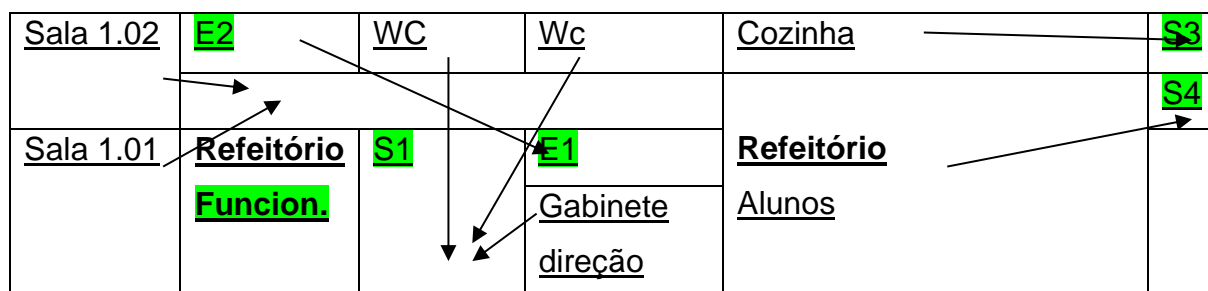 Sala 1.02 E2 WC Wc Cozinha S3
S4
Sala 1.01 Refeitório S1 E1 Refeitório
Funcion. Gabinete Alunos
direção